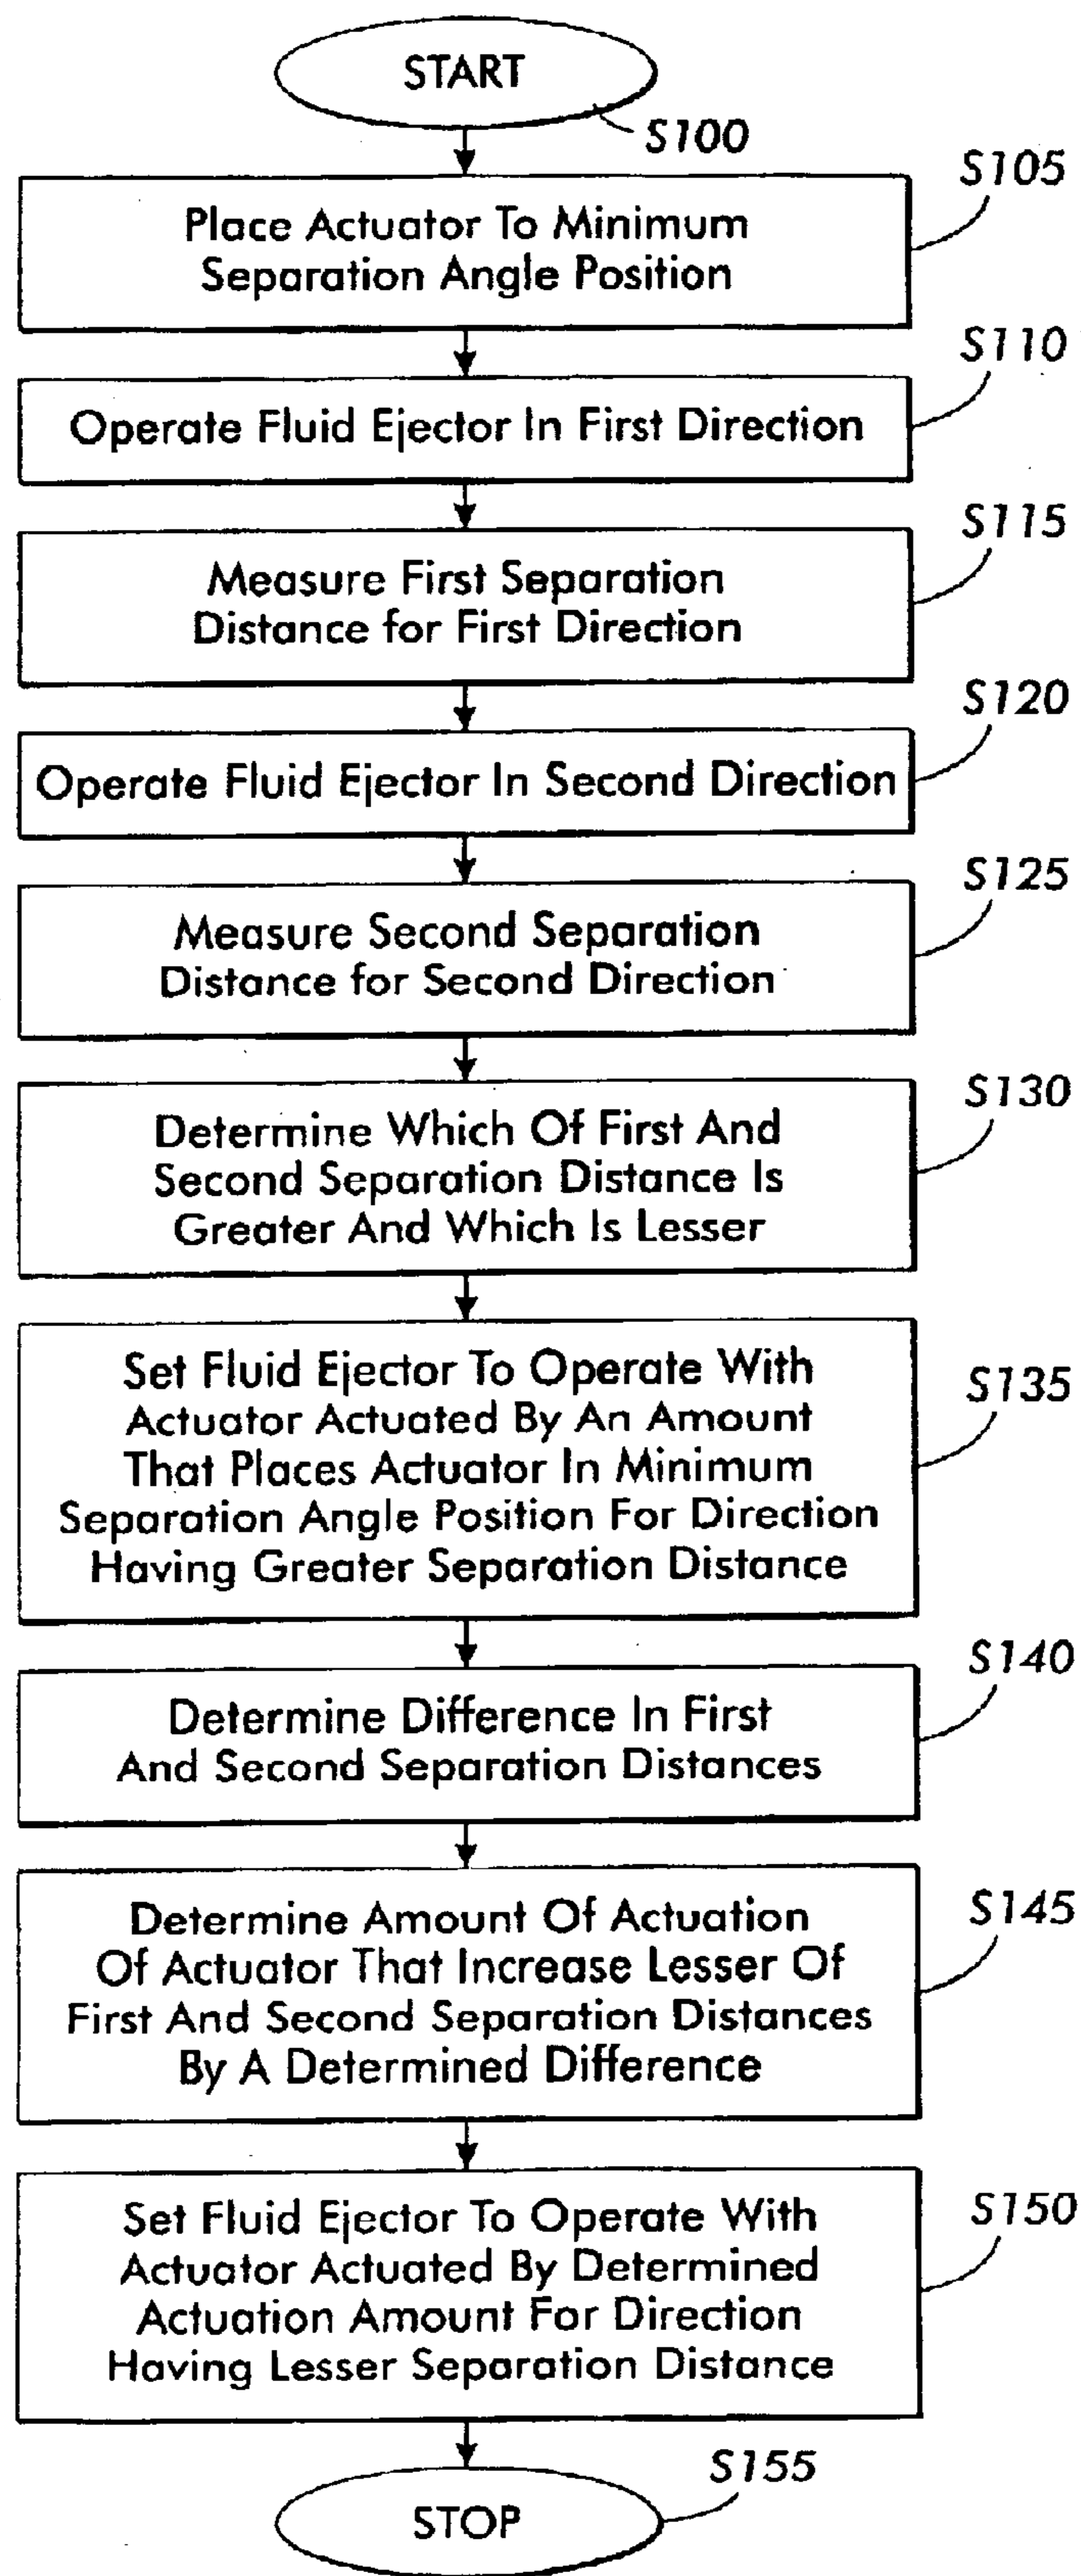 START
S100
S105
Place Actuator To Minimum
Separation Angle Position
S110
Operate Fluid Ejector In First Direction
S115
Measure First Separation
Distance for First Direction
S120
Operate Fluid Ejector In Second Direction
S125
Measure Second Separation
Distance for Second Direction
S130
Determine Which Of First And
Second Separation Distance Is
Greater And Which Is Lesser
S135
Set Fluid Ejector To Operate With
Actuator Actuated By An Amount
That Places Actuator In Minimum
Separation Angle Position For Direction
Having Greater Separation Distance
S140
Determine Difference In First
And Second Separation Distances
S145
Determine Amount Of Actuation
Of Actuator That Increase Lesser Of
First And Second Separation Distances
By A Determined Difference
S150
Set Fluid Ejector To Operate With
Actuator Actuated By Determined
Actuation Amount For Direction
Having Lesser Separation Distance
S155
STOP